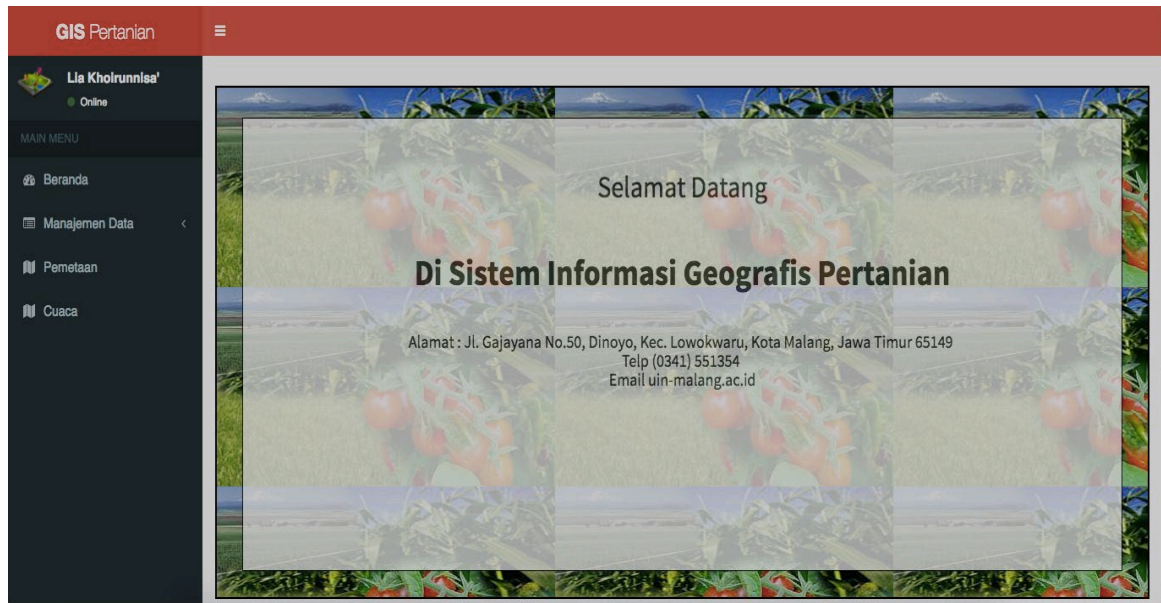 GIS Pertanian
Lia Khoirunnisa'
Online
MAIN MENU
Beranda
Manajemen Data
Pemetaan
Cuaca
Selamat Datang
Di Sistem Informasi Geografis Pertanian
Alamat : Jl. Gajayana No.50, Dinoyo, Kec. Lowokwaru, Kota Malang, Jawa Timur 65149
Telp (0341) 551354
Email uin-malang.ac.id